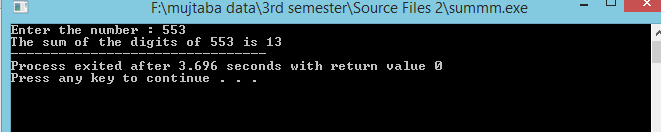 F:\mujtaba data\3rd semester\Source Files 2\summm.exe
Enter the number : 553
The sum of the digits of 553 is 13
--------------------------------
Process exited after 3.696 seconds with return value 0
Press any key to continue . . .